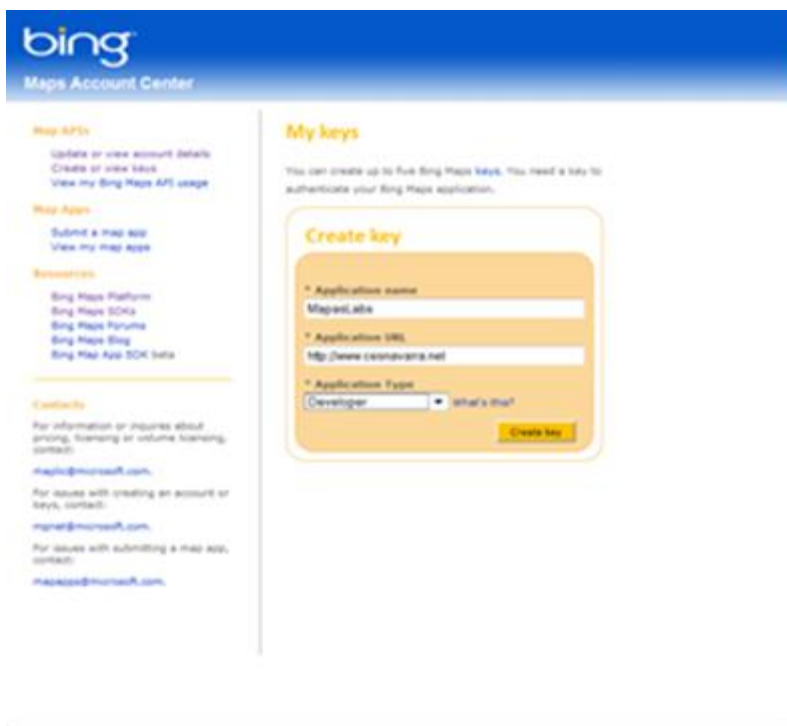 bing
Maps Account Center
Map APIs
Update or view account details
Create or view keys
View my Bing Maps API usage
Map Apps
Submit a map app
View my map apps
Resources
Bing Maps Platform
Bing Maps SDKs
Bing Maps Forums
Bing Maps Blog
Bing Map App SDK beta
Contacts
For information or inquires about
pricing, licensing or volume licensing,
contact:
maplic@microsoft.com.
For issues with creating an account or
keys, contact:
mpnet@microsoft.com.
For issues with submitting a map app,
contact:
mapapps@microsoft.com.
My keys
You can create up to five Bing Maps keys. You need a key to
authenticate your Bing Maps application.
Create key
* Application name
MapasLabs
* Application URL
http://www.cesnavarra.net
* Application Type
Developer
What's this?
Create key